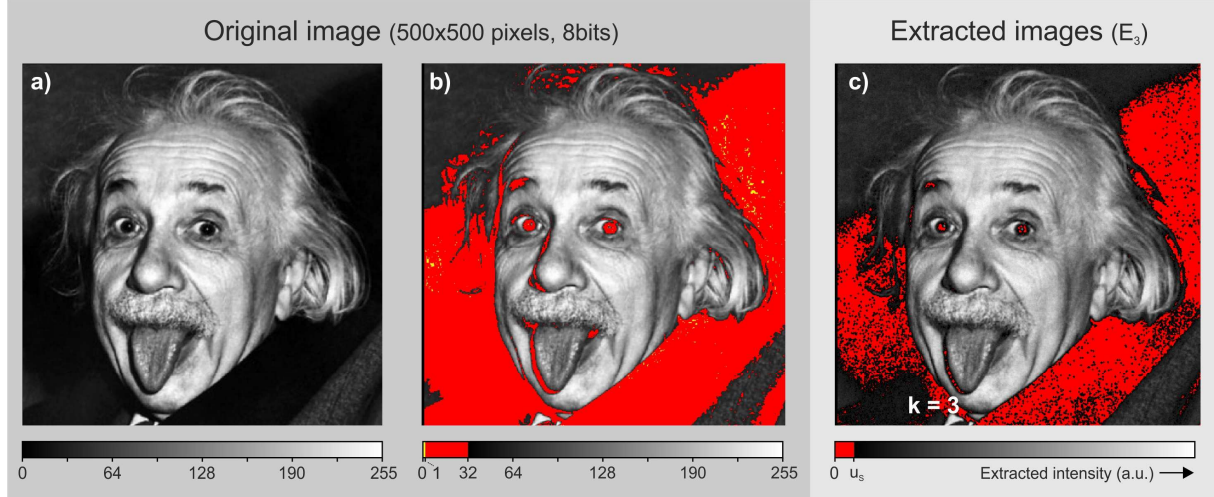 Original image (500x500 pixels, 8bits)
Extracted images (E₃)
a)
b)
c)
k = 3
0 64 128 190 255
0 1 32 64 128 190 255
0 uₛ Extracted intensity (a.u.)